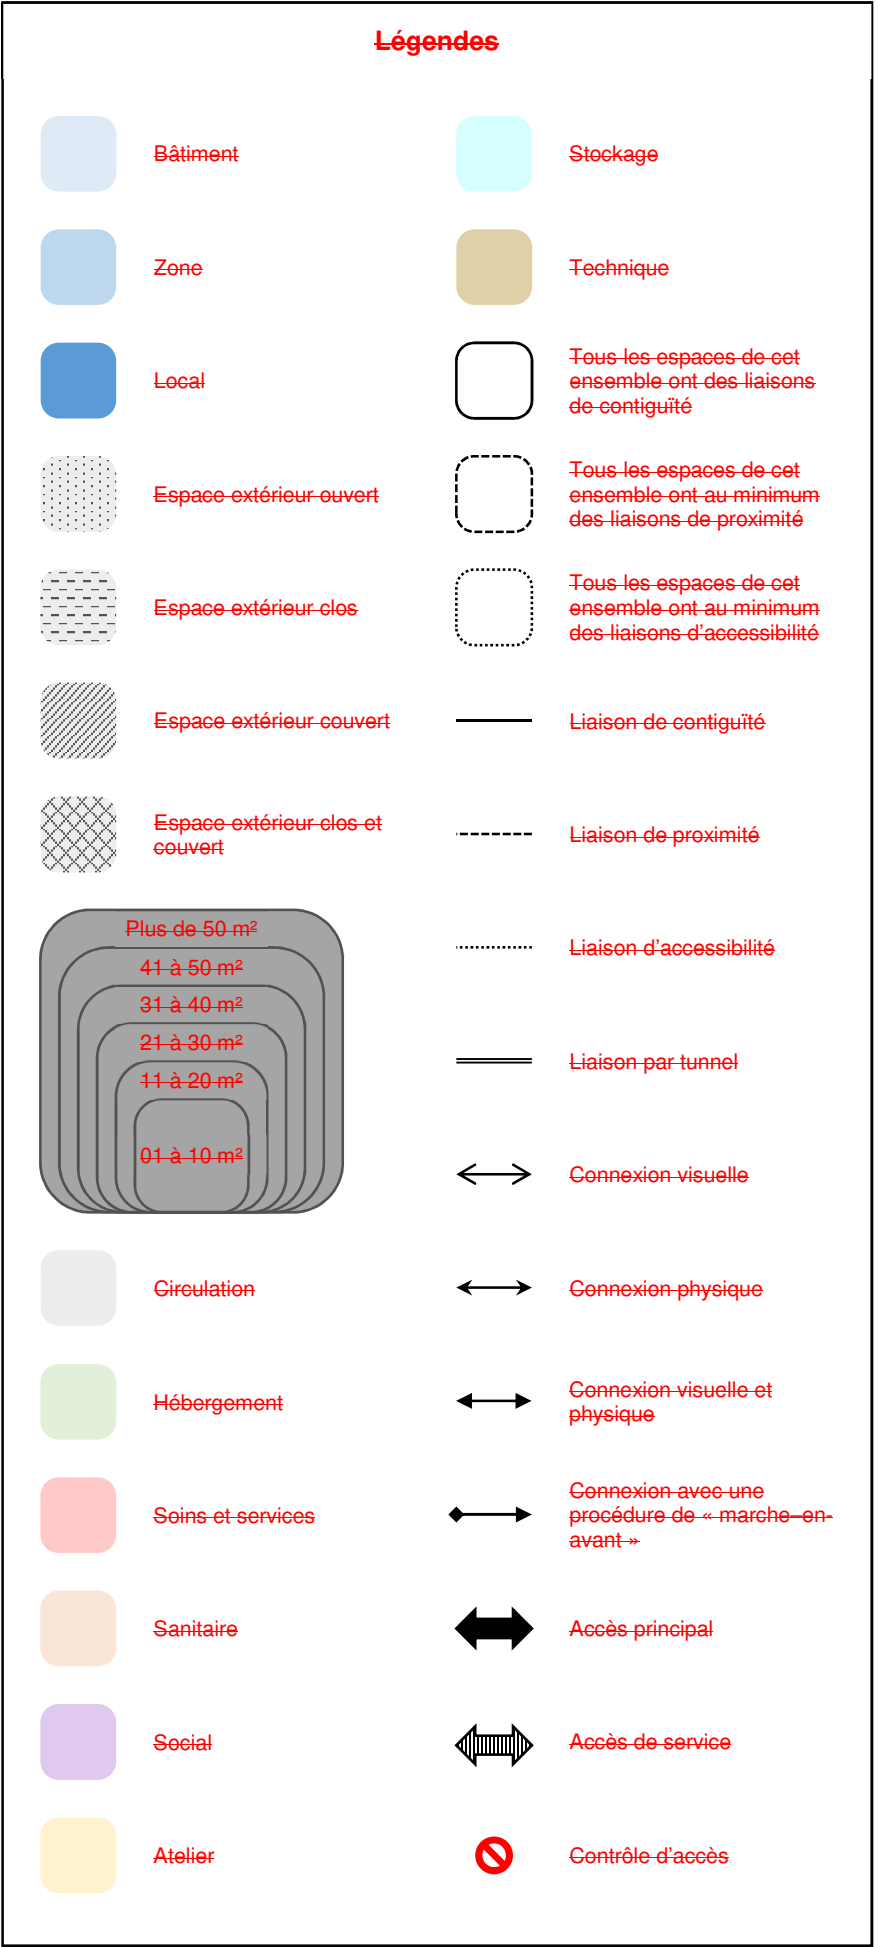 Légendes
Bâtiment
Zone
Local
Espace extérieur ouvert
Espace extérieur clos
Espace extérieur couvert
Espace extérieur clos et
couvert
Plus de 50 m²
41 à 50 m²
31 à 40 m²
21 à 30 m²
11 à 20 m²
01 à 10 m²
Circulation
Hébergement
Soins et services
Sanitaire
Social
Atelier
Stockage
Technique
Tous les espaces de cet
ensemble ont des liaisons
de contiguïté
Tous les espaces de cet
ensemble ont au minimum
des liaisons de proximité
Tous les espaces de cet
ensemble ont au minimum
des liaisons d'accessibilité
Liaison de contiguïté
Liaison de proximité
Liaison d'accessibilité
Liaison par tunnel
Connexion visuelle
Connexion physique
Connexion visuelle et
physique
Connexion avec une
procédure de « marche–en-
avant »
Accès principal
Accès de service
Contrôle d'accès